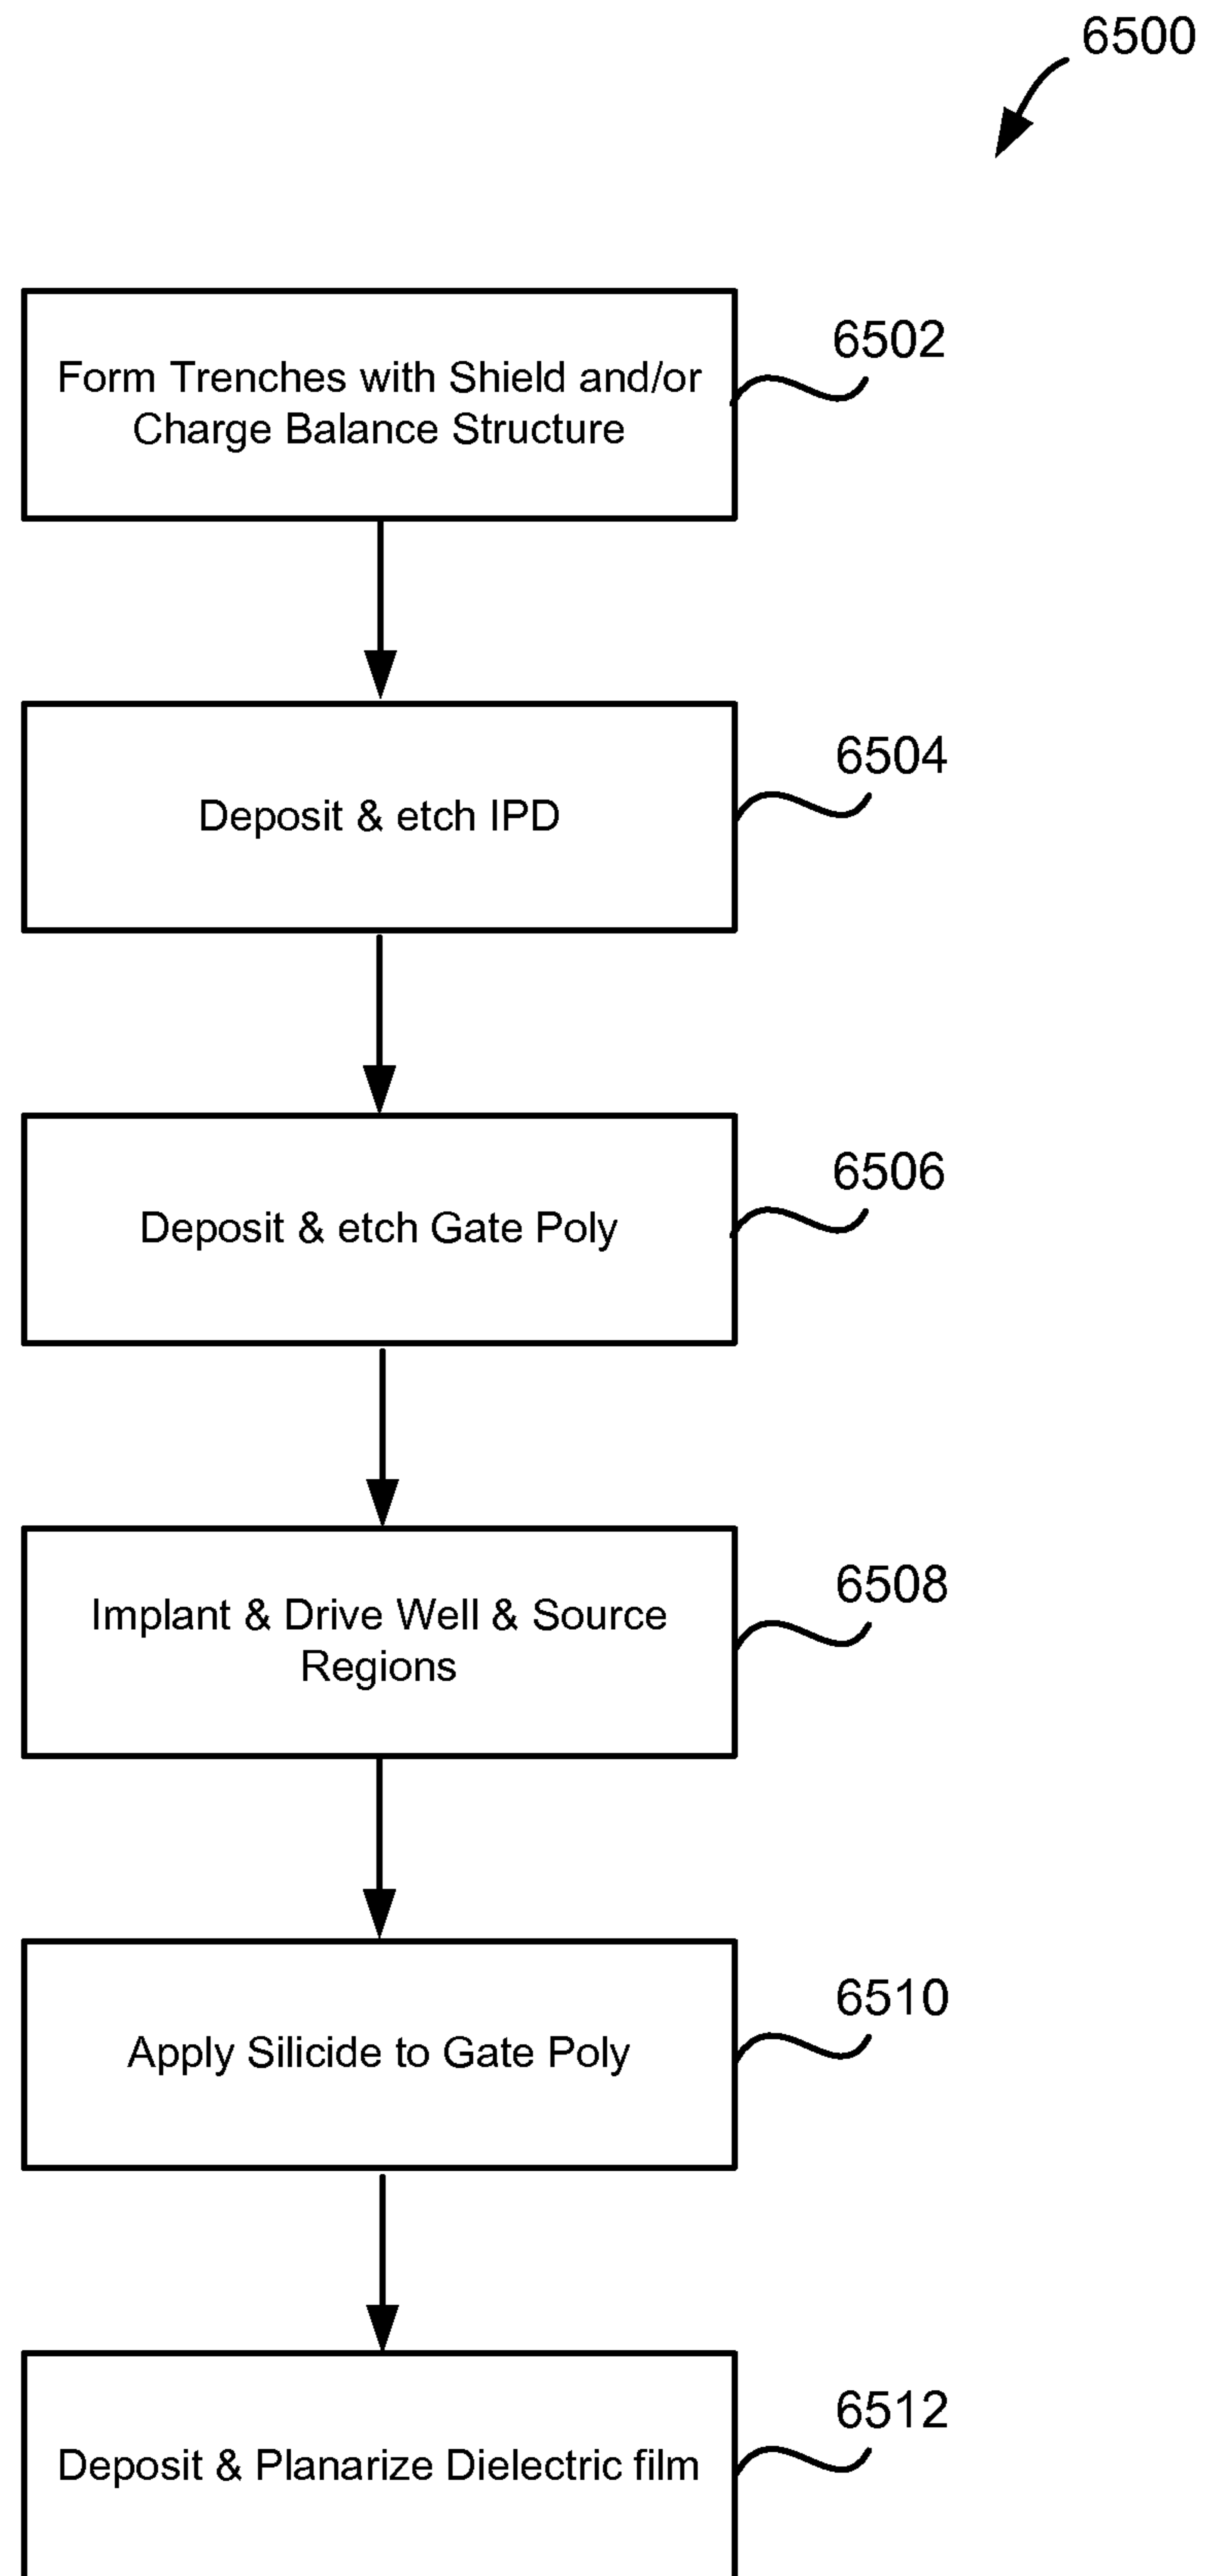 6500
Form Trenches with Shield and/or
Charge Balance Structure
6502
Deposit & etch IPD
6504
Deposit & etch Gate Poly
6506
Implant & Drive Well & Source
Regions
6508
Apply Silicide to Gate Poly
6510
Deposit & Planarize Dielectric film
6512